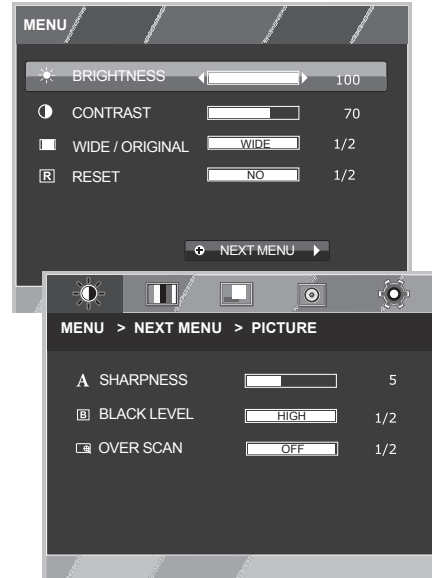 MENU
BRIGHTNESS 100
CONTRAST 70
WIDE / ORIGINAL WIDE 1/2
R RESET NO 1/2
NEXT MENU
MENU > NEXT MENU > PICTURE
A SHARPNESS 5
B BLACK LEVEL HIGH 1/2
OVER SCAN OFF 1/2